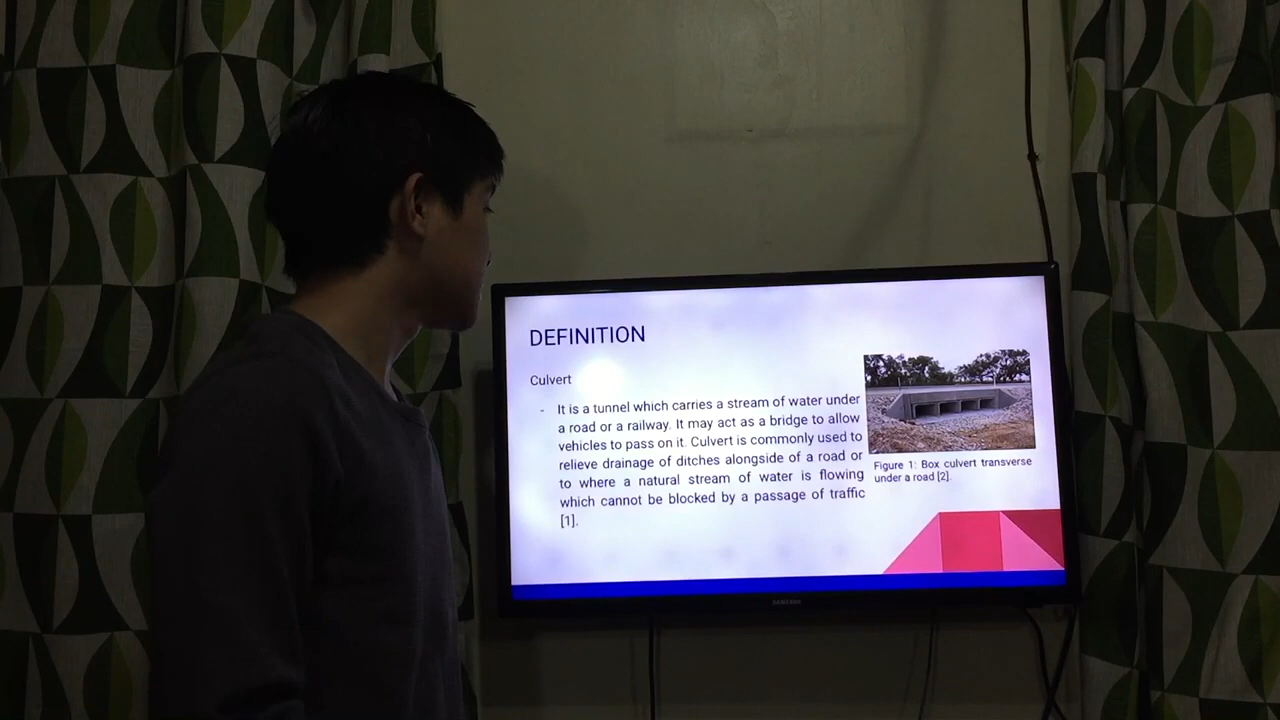 DEFINITION
Culvert
- It is a tunnel which carries a stream of water under
a road or a railway. It may act as a bridge to allow
vehicles to pass on it. Culvert is commonly used to
relieve drainage of ditches alongside of a road or
to where a natural stream of water is flowing
which cannot be blocked by a passage of traffic
[1].
Figure 1: Box culvert transverse
under a road [2].
SAMSUNG